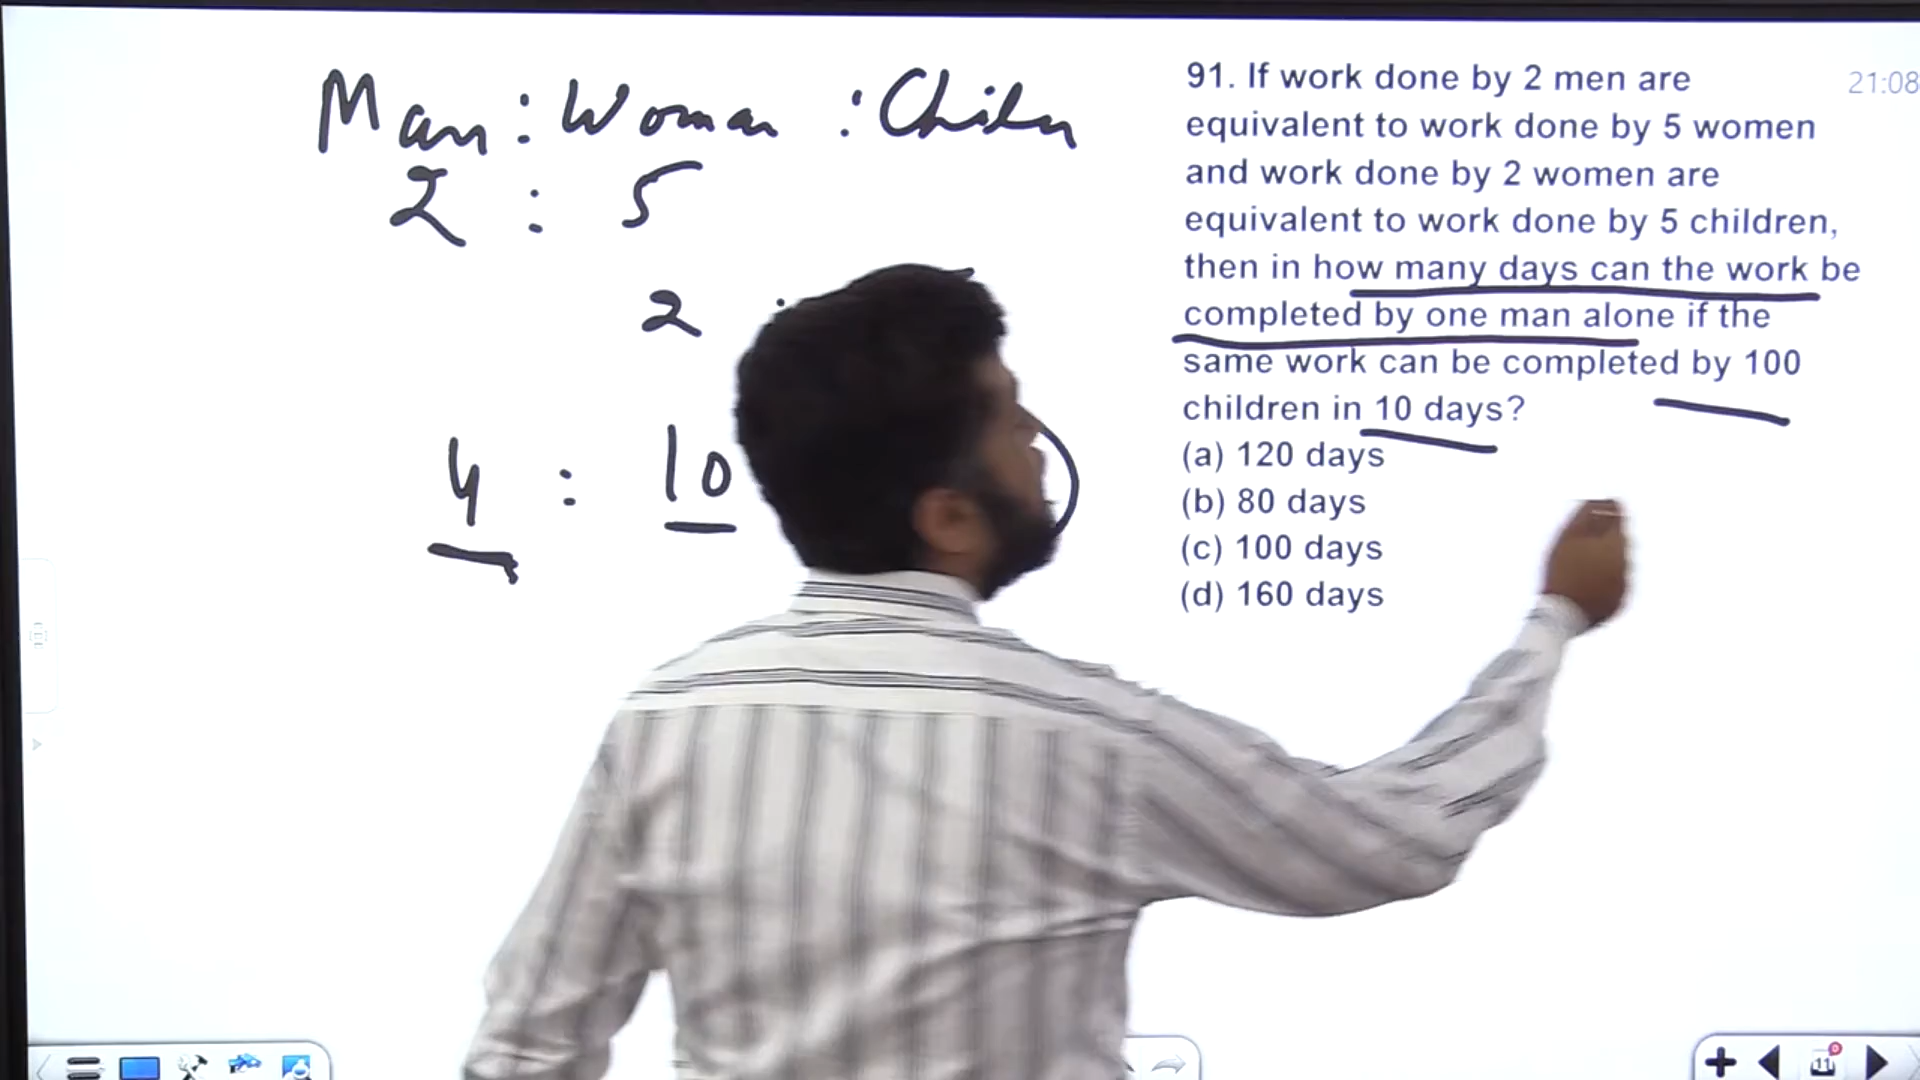 Man : Woman : Children
2 : 5
2 :
4 : 10
91. If work done by 2 men are
equivalent to work done by 5 women
and work done by 2 women are
equivalent to work done by 5 children,
then in how many days can the work be
completed by one man alone if the
same work can be completed by 100
children in 10 days?
(a) 120 days
(b) 80 days
(c) 100 days
(d) 160 days
21:08
11
0